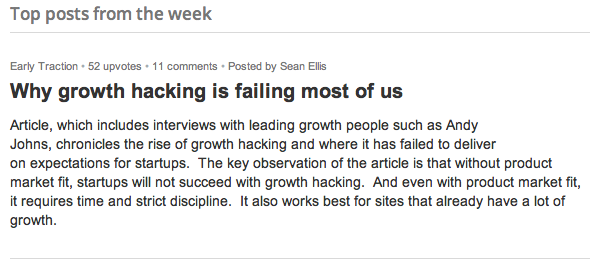 Top posts from the week
Early Traction • 52 upvotes • 11 comments • Posted by Sean Ellis
Why growth hacking is failing most of us
Article, which includes interviews with leading growth people such as Andy
Johns, chronicles the rise of growth hacking and where it has failed to deliver
on expectations for startups.  The key observation of the article is that without product
market fit, startups will not succeed with growth hacking.  And even with product market fit,
it requires time and strict discipline.  It also works best for sites that already have a lot of
growth.